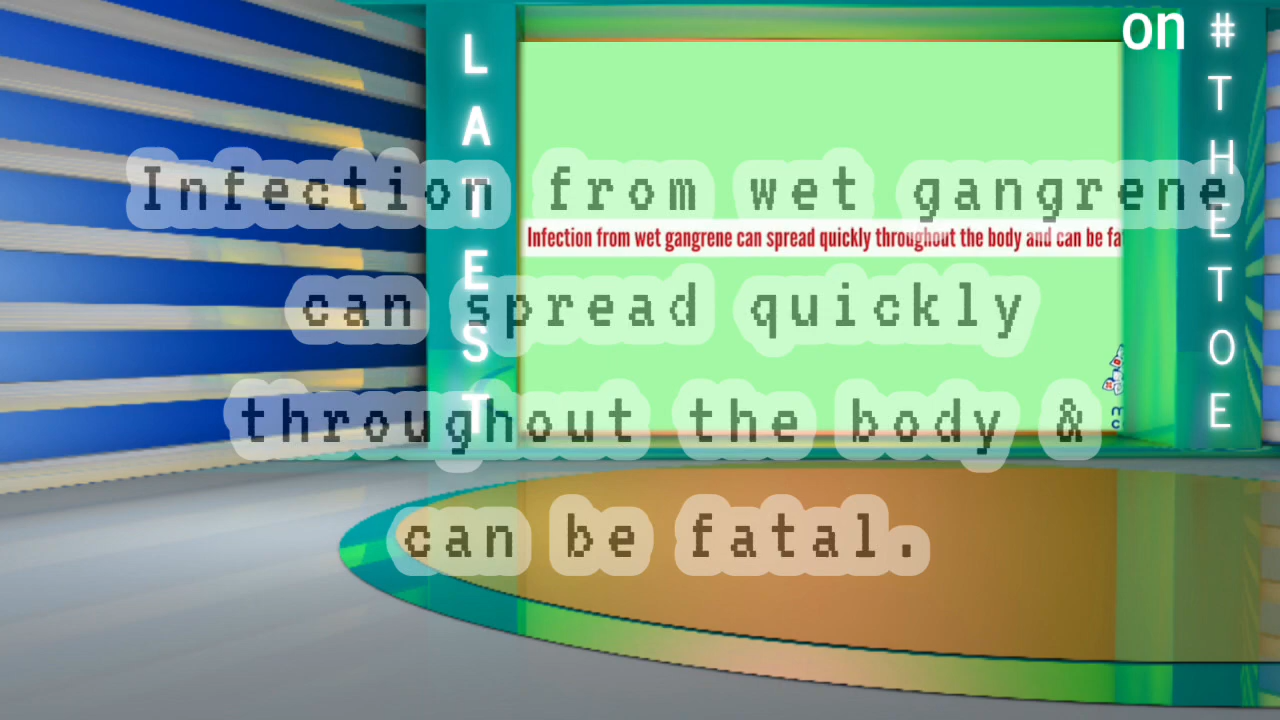 LATEST
on
#THETOE
Infection from wet gangrene
can spread quickly
throughout the body &
can be fatal.
Infection from wet gangrene can spread quickly throughout the body and can be